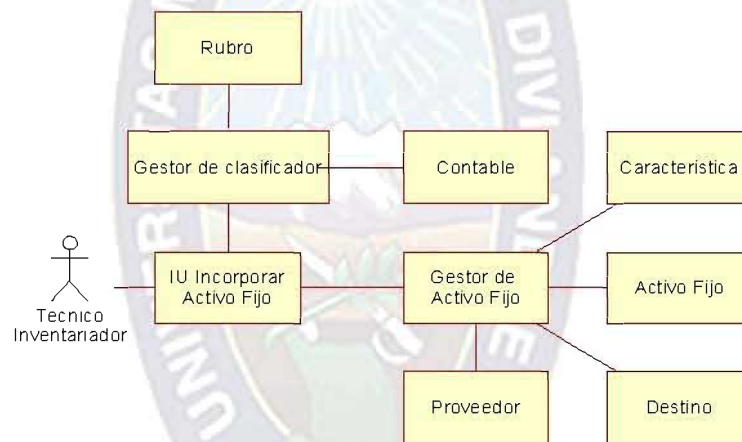 Rubro
Gestor de clasificador
Contable
Caracteristica
IU Incorporar
Activo Fijo
Gestor de
Activo Fijo
Activo Fijo
Tecnico
Inventariador
Proveedor
Destino